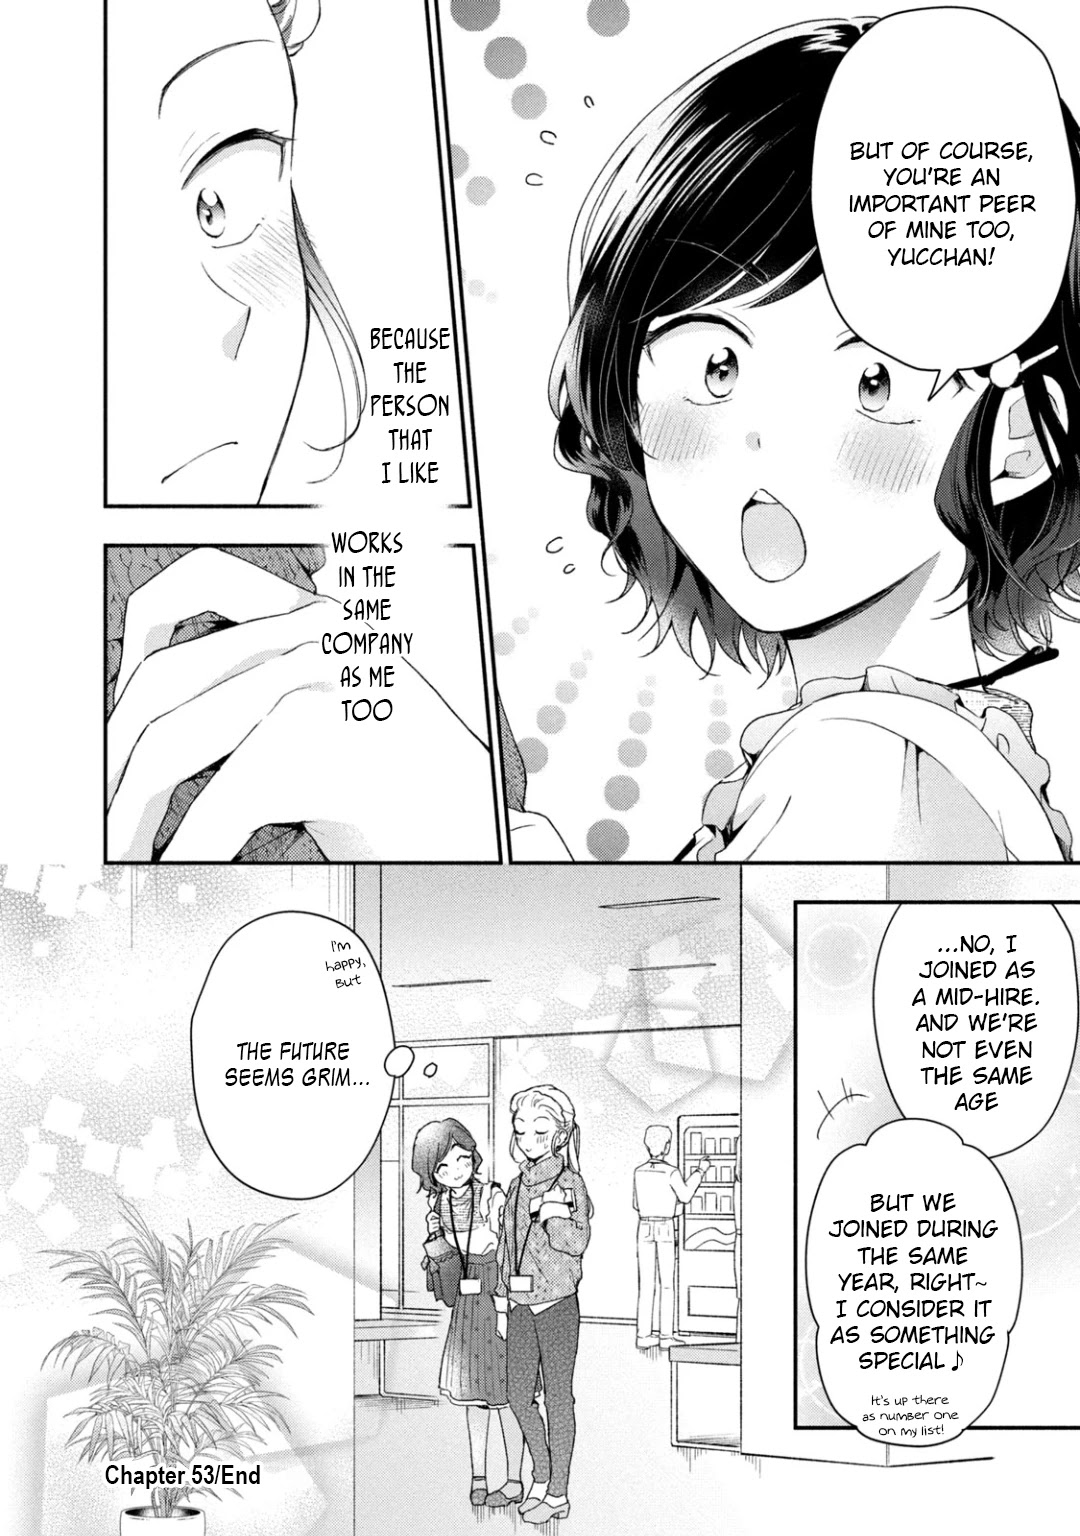 BUT OF COURSE,
YOU'RE AN
IMPORTANT PEER
OF MINE TOO,
YUCCHAN!
BECAUSE
THE
PERSON
THAT
I LIKE
WORKS
IN THE
SAME
COMPANY
AS ME
TOO
...NO, I
JOINED AS
A MID-HIRE.
AND WE'RE
NOT EVEN
THE SAME
AGE
BUT WE
JOINED DURING
THE SAME
YEAR, RIGHT~
I CONSIDER IT
AS SOMETHING
SPECIAL♪
It's up there
as number one
on my list!
I'm
happy,
But
THE FUTURE
SEEMS GRIM...
Chapter 53/End